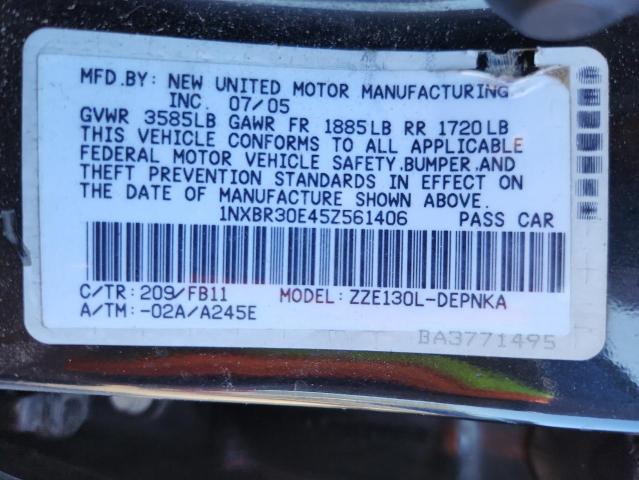 MFD.BY: NEW UNITED MOTOR MANUFACTURING
INC. 07/05
GVWR 3585LB GAWR FR 1885LB RR 1720LB
THIS VEHICLE CONFORMS TO ALL APPLICABLE
FEDERAL MOTOR VEHICLE SAFETY,BUMPER,AND
THEFT PREVENTION STANDARDS IN EFFECT ON
THE DATE OF MANUFACTURE SHOWN ABOVE.
1NXBR30E45Z561406 PASS CAR
C/TR:209/FB11 MODEL:ZZE130L-DEPNKA
A/TM:-02A/A245E
BA3771495